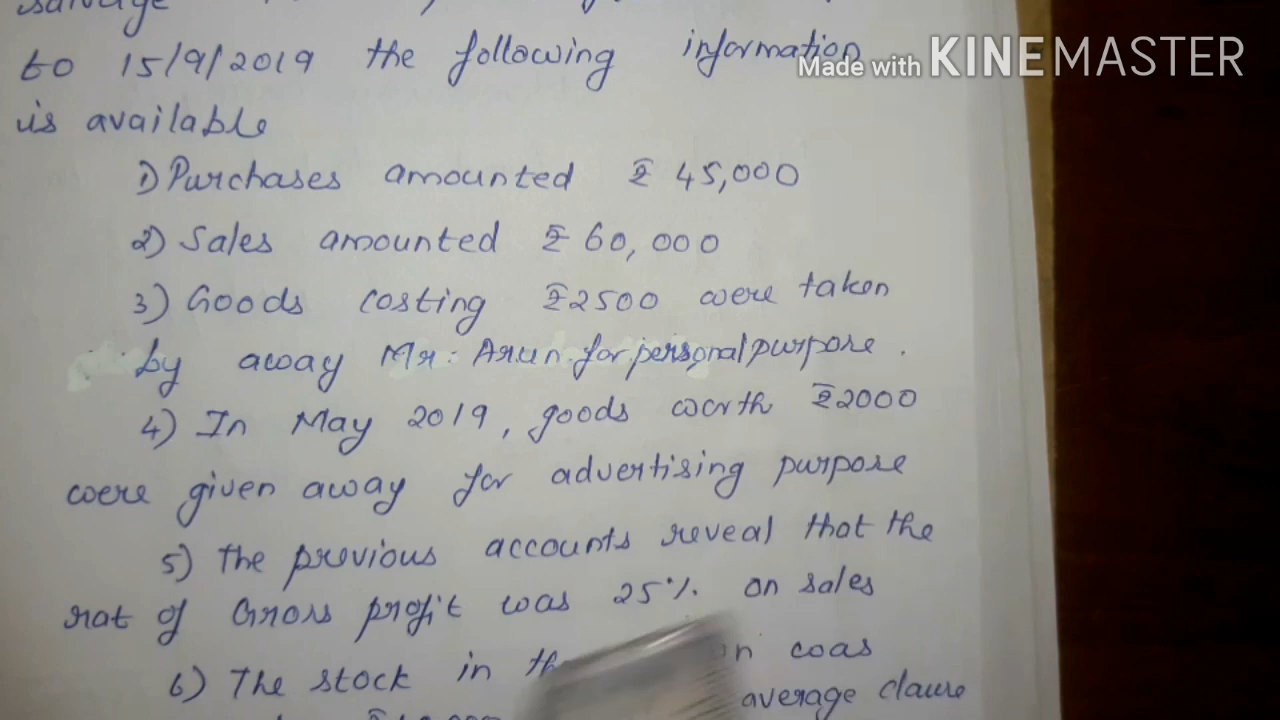 to 15/9/2019 the following information
Made with KINEMASTER
is available
1) Purchases amounted ₹ 45,000
2) Sales amounted ₹ 60,000
3) Goods costing ₹2500 were taken
by away Mr: Arun for personal purpose.
4) In May 2019, goods worth ₹2000
were given away for advertising purpose
5) The previous accounts reveal that the
rat of Gross profit was 25% on sales
6) The stock in was
average clause